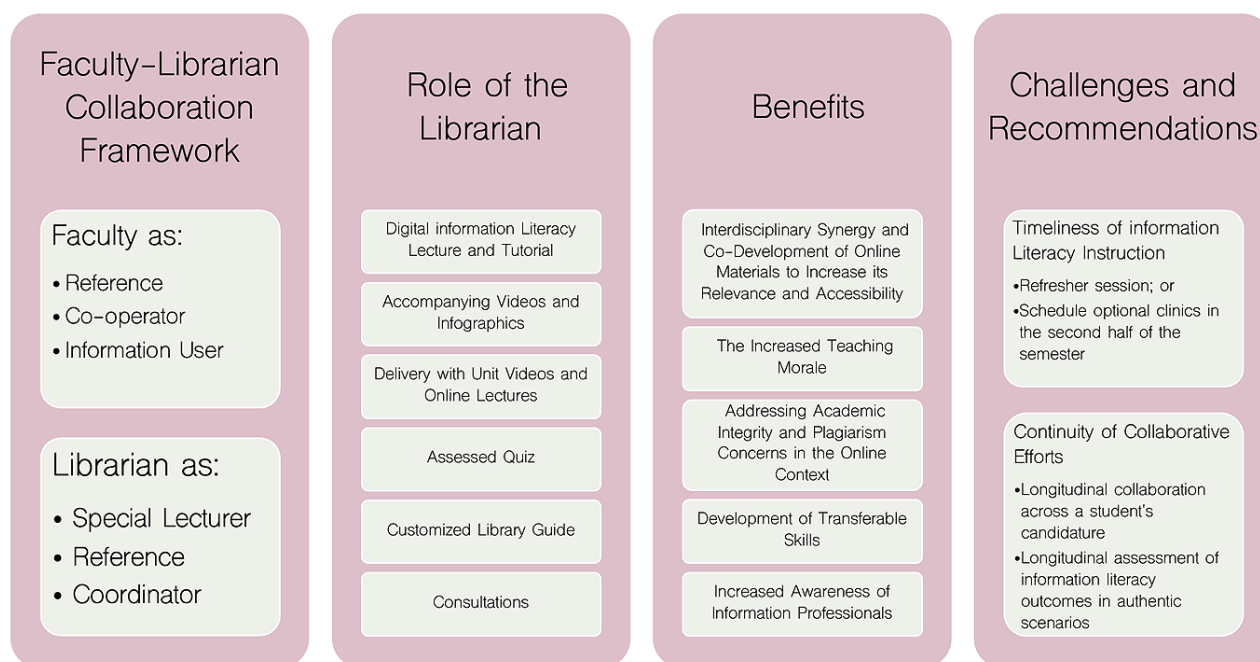 Faculty-Librarian
Collaboration
Framework
Faculty as:
• Reference
• Co-operator
• Information User
Librarian as:
• Special Lecturer
• Reference
• Coordinator
Role of the
Librarian
Digital information Literacy
Lecture and Tutorial
Accompanying Videos and
Infographics
Delivery with Unit Videos and
Online Lectures
Assessed Quiz
Customized Library Guide
Consultations
Benefits
Interdisciplinary Synergy and
Co-Development of Online
Materials to Increase its
Relevance and Accessibility
The Increased Teaching
Morale
Addressing Academic
Integrity and Plagiarism
Concerns in the Online
Context
Development of Transferable
Skills
Increased Awareness of
Information Professionals
Challenges and
Recommendations
Timeliness of information
Literacy Instruction
•Refresher session; or
•Schedule optional clinics in
the second half of the
semester
Continuity of Collaborative
Efforts
•Longitudinal collaboration
across a student's
candidature
•Longitudinal assessment of
information literacy
outcomes in authentic
scenarios